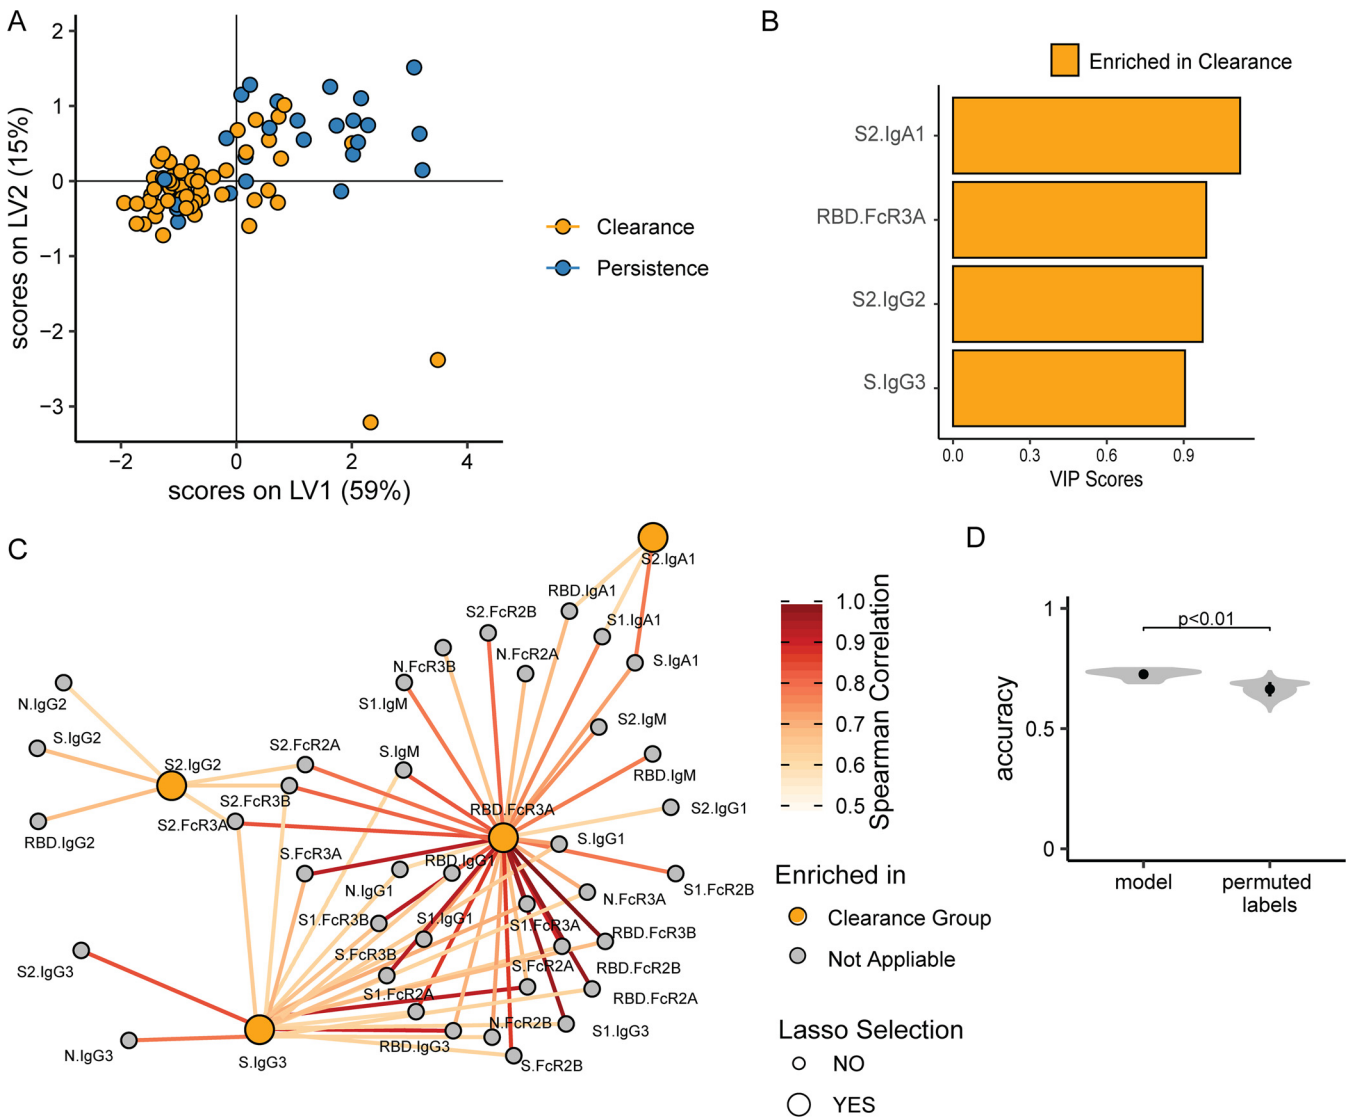 A
2
1
0
−1
−2
−3
−2
0
2
4
scores on LV2 (15%)
scores on LV1 (59%)
Clearance
Persistence
B
Enriched in Clearance
S2.IgA1
RBD.FcR3A
S2.IgG2
S.IgG3
0.0
0.3
0.6
0.9
VIP Scores
C
S2.IgA1
RBD.IgA1
S2.FcR2B
S1.IgA1
N.FcR3B
N.FcR2A
S.IgA1
N.IgG2
S1.IgM
S2.IgM
S.IgG2
S2.FcR2A
S.IgM
S2.IgG2
RBD.IgM
S2.FcR3B
RBD.FcR3A
S2.IgG1
S2.FcR3A
RBD.IgG2
S.IgG1
S.FcR3A
RBD.IgG1
N.IgG1
S1.FcR2B
N.FcR3A
S1.FcR3B
S1.IgG1
S1.FcR3A
RBD.FcR3B
S.FcR3B
S.FcR2A
RBD.FcR2B
S2.IgG3
S1.FcR2A
RBD.FcR2A
N.FcR2B
S1.IgG3
RBD.IgG3
N.IgG3
S.IgG3
S.FcR2B
1.0
0.9
0.8
0.7
0.6
0.5
Spearman Correlation
Enriched in
Clearance Group
Not Appliable
Lasso Selection
NO
YES
D
1
0.5
0
accuracy
p<0.01
model
permuted
labels